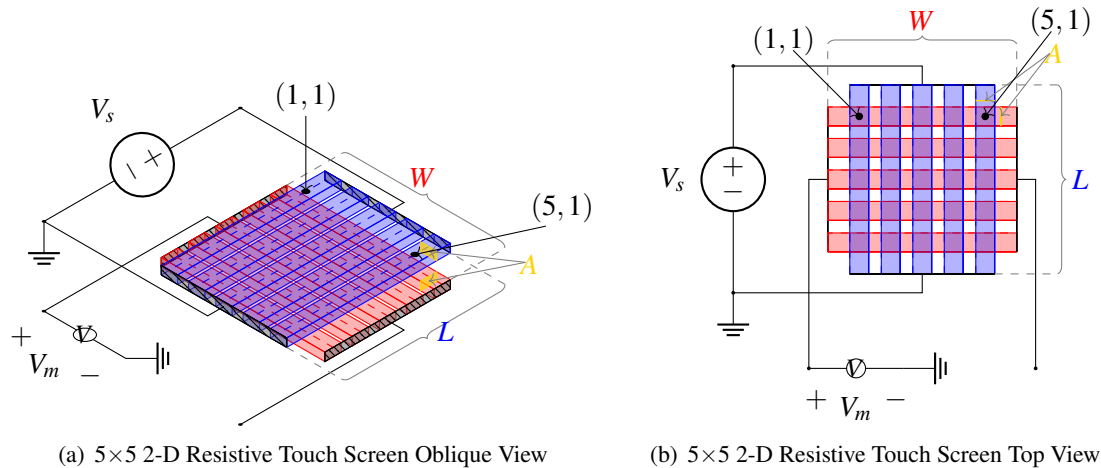 (1, 1)
V_s
− +
W
(5, 1)
A
L
+
V
V_m
−
(a) 5×5 2-D Resistive Touch Screen Oblique View
(5, 1)
W
(1, 1)
A
V_s
+
−
L
V
+ V_m −
(b) 5×5 2-D Resistive Touch Screen Top View